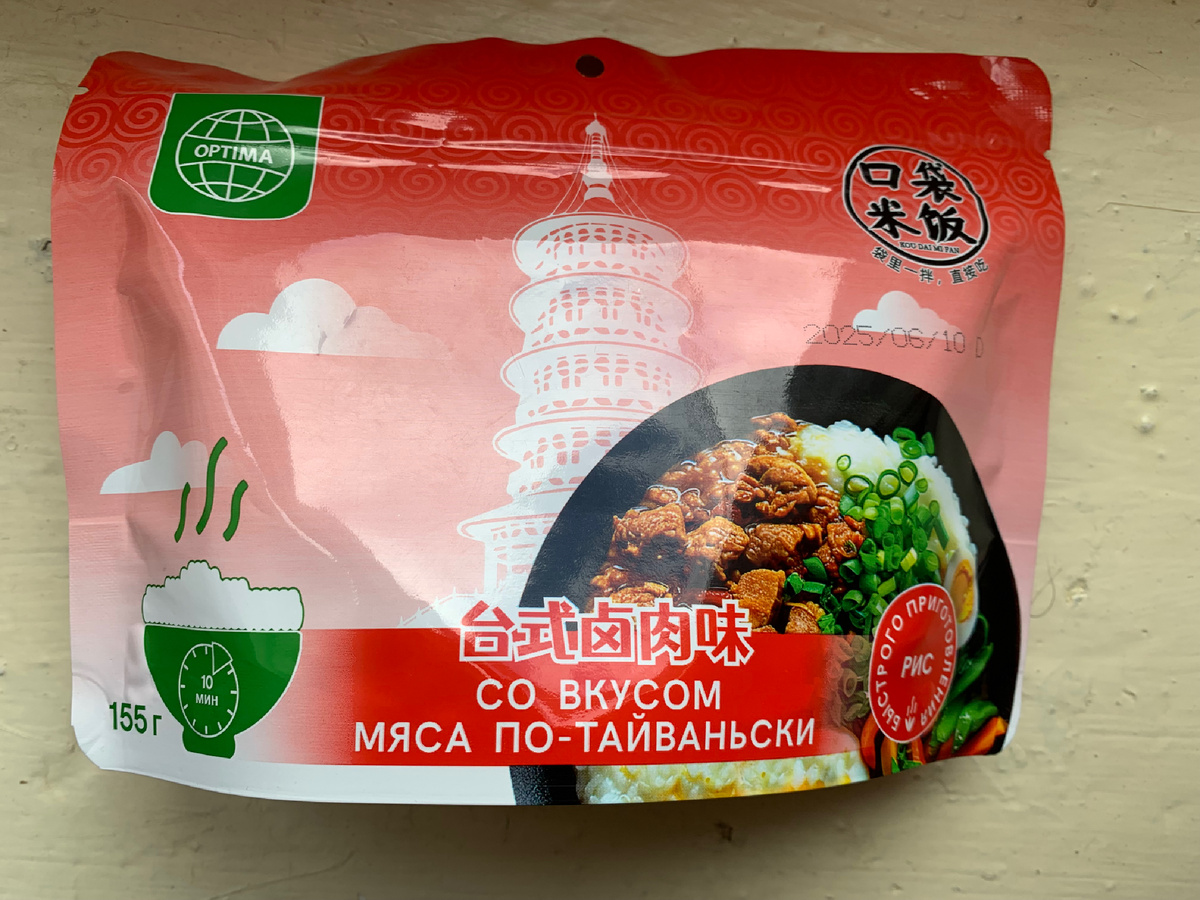 OPTIMA
口袋
米饭
KOU DAI MI FAN
袋里一拌,直接吃
2025/06/10 D
10
МИН
155 г
台式卤肉味
СО ВКУСОМ
МЯСА ПО-ТАЙВАНЬСКИ
РИС
БЫСТРОГО ПРИГОТОВЛЕНИЯ